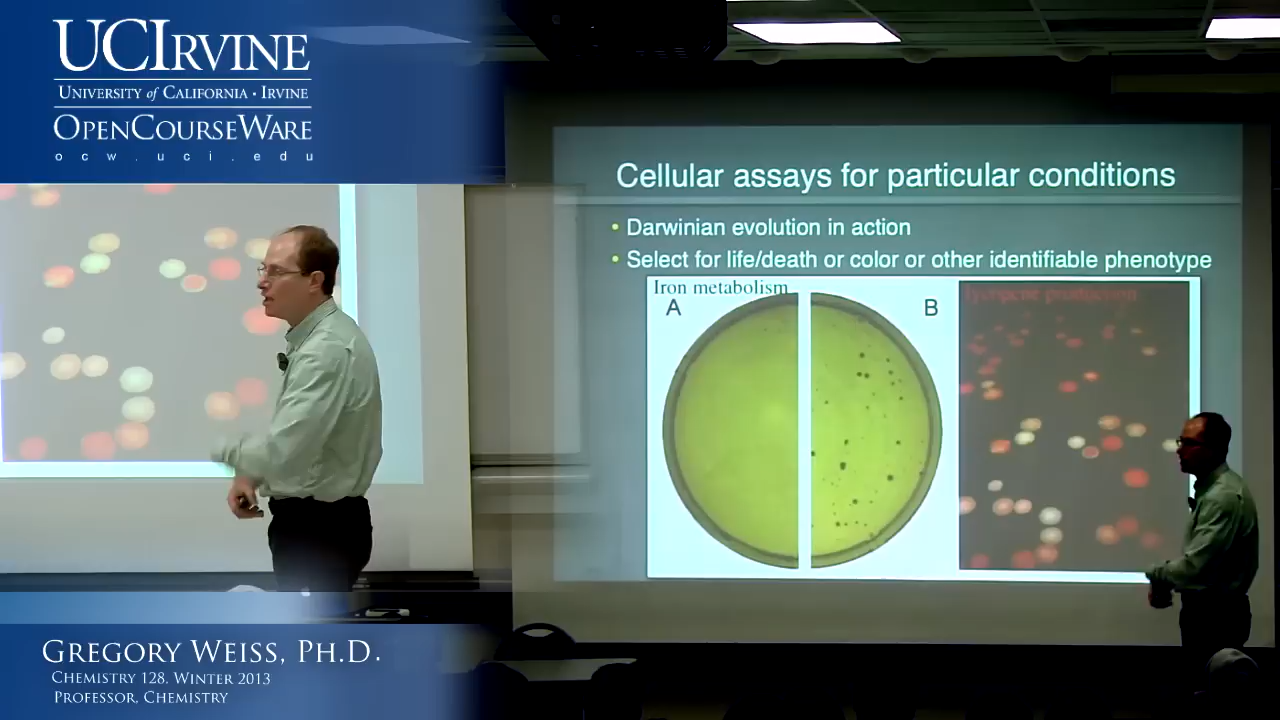 UCIRVINE
UNIVERSITY of CALIFORNIA • IRVINE
OPENCOURSEWARE
ocw.uci.edu
Cellular assays for particular conditions
• Darwinian evolution in action
• Select for life/death or color or other identifiable phenotype
Iron metabolism
Lycopene production
A
B
GREGORY WEISS, PH.D.
CHEMISTRY 128. WINTER 2013
PROFESSOR, CHEMISTRY